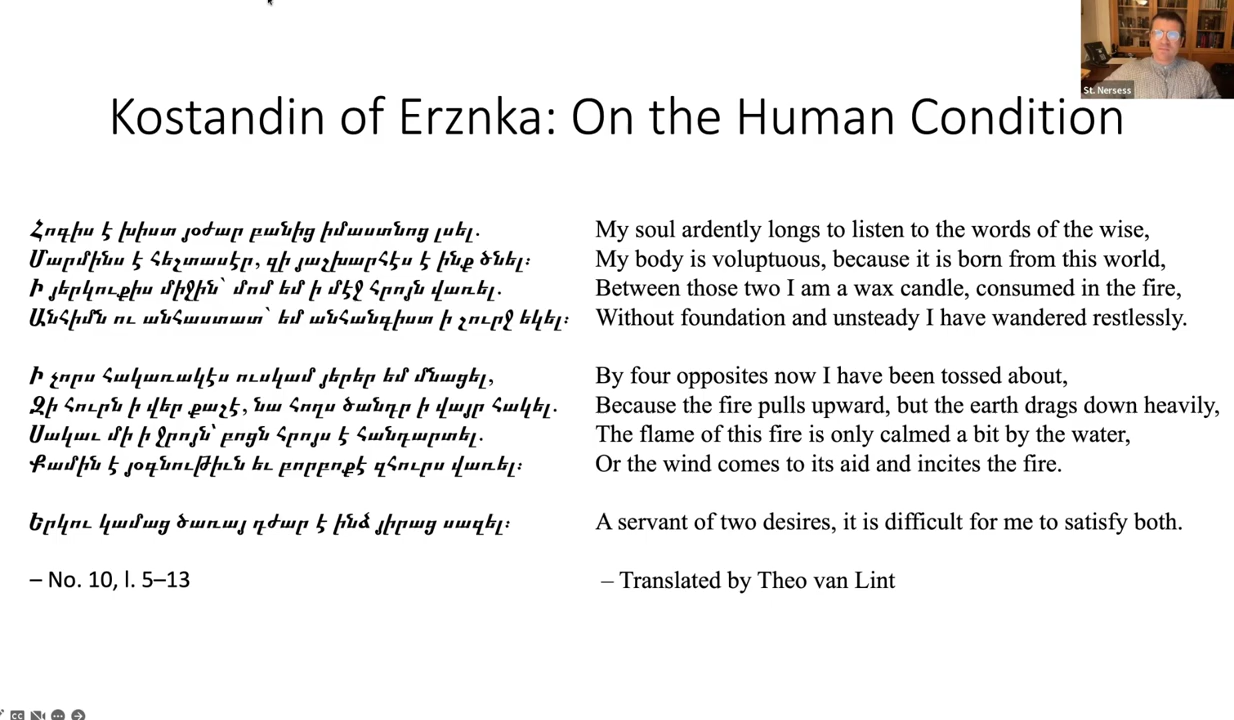 St. Nersess
Kostandin of Erznka: On the Human Condition
Հոգիս է խիստ յօժար բանից իմաստնոց լսել.
Մարմինս է հեշտասէր, զի յաշխարհէս է ինք ծնել։
Ի յերկուքիս միջին՝ մոմ եմ ի մէջ հրոյն վառել.
Անհիմն ու անհաստատ՝ եմ անհանգիստ ի շուրջ եկել։
Ի չորս հակառակէս ուսկամ յերեր եմ մնացել,
Զի հուրն ի վեր քաշէ, նա հողս ծանդր ի վայր հակել.
Սակաւ մի ի ջրոյն՝ բոցն հրոյս է հանդարտել.
Քամին է յօգնութիւն եւ բորբոքէ զհուրս վառել։
Երկու կամաց ծառայ դժար է ինձ յիրաց սազել։
– No. 10, l. 5–13
My soul ardently longs to listen to the words of the wise,
My body is voluptuous, because it is born from this world,
Between those two I am a wax candle, consumed in the fire,
Without foundation and unsteady I have wandered restlessly.
By four opposites now I have been tossed about,
Because the fire pulls upward, but the earth drags down heavily,
The flame of this fire is only calmed a bit by the water,
Or the wind comes to its aid and incites the fire.
A servant of two desires, it is difficult for me to satisfy both.
– Translated by Theo van Lint